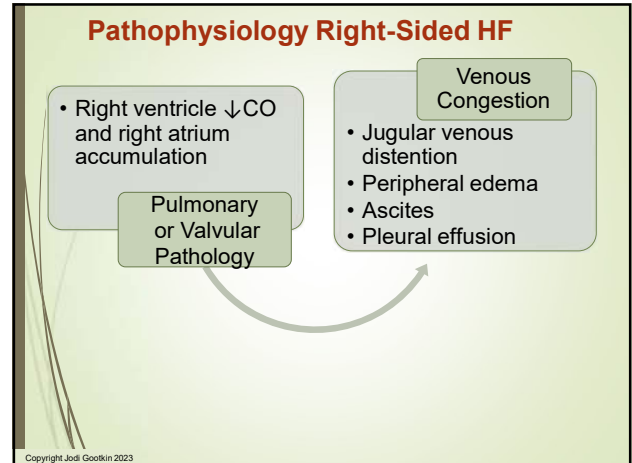 Pathophysiology Right-Sided HF
• Right ventricle ↓CO
and right atrium
accumulation
Pulmonary
or Valvular
Pathology
Venous
Congestion
• Jugular venous
distention
• Peripheral edema
• Ascites
• Pleural effusion
Copyright Jodi Gootkin 2023